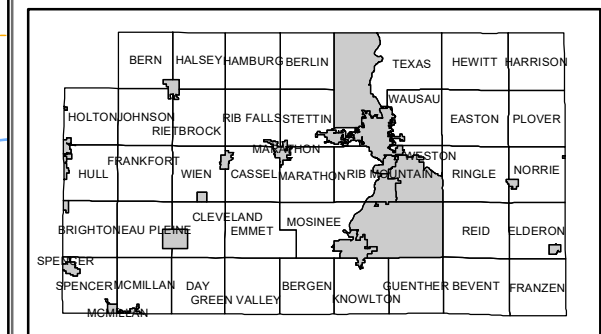 BERN HALSEY HAMBURG BERLIN TEXAS HEWITT HARRISON
WAUSAU
HOLTON JOHNSON RIB FALLS STETTIN EASTON PLOVER
RIETBROCK
MARATHON WESTON
FRANKFORT
HULL WIEN CASSEL MARATHON RIB MOUNTAIN RINGLE NORRIE
CLEVELAND MOSINEE
BRIGHTON EAU PLEINE EMMET REID ELDERON
SPENCER
SPENCER MCMILLAN DAY BERGEN GUENTHER BEVENT FRANZEN
GREEN VALLEY KNOWLTON
MCMILLAN